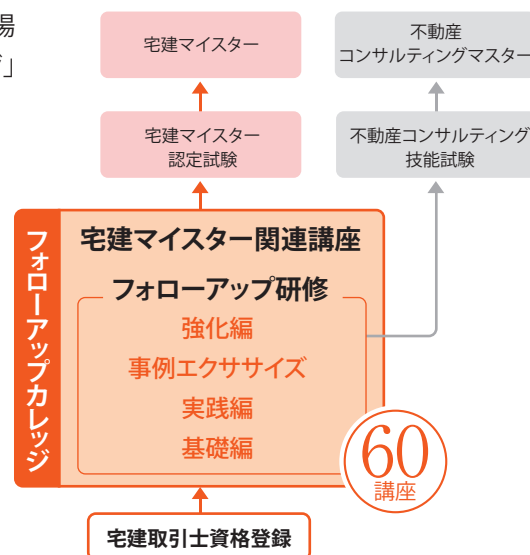 場
宅建マイスター
不動産
コンサルティングマスター
宅建マイスター
認定試験
不動産コンサルティング
技能試験
フォローアップカレッジ
宅建マイスター関連講座
フォローアップ研修
強化編
事例エクササイズ
実践編
基礎編
60
講座
宅建取引士資格登録